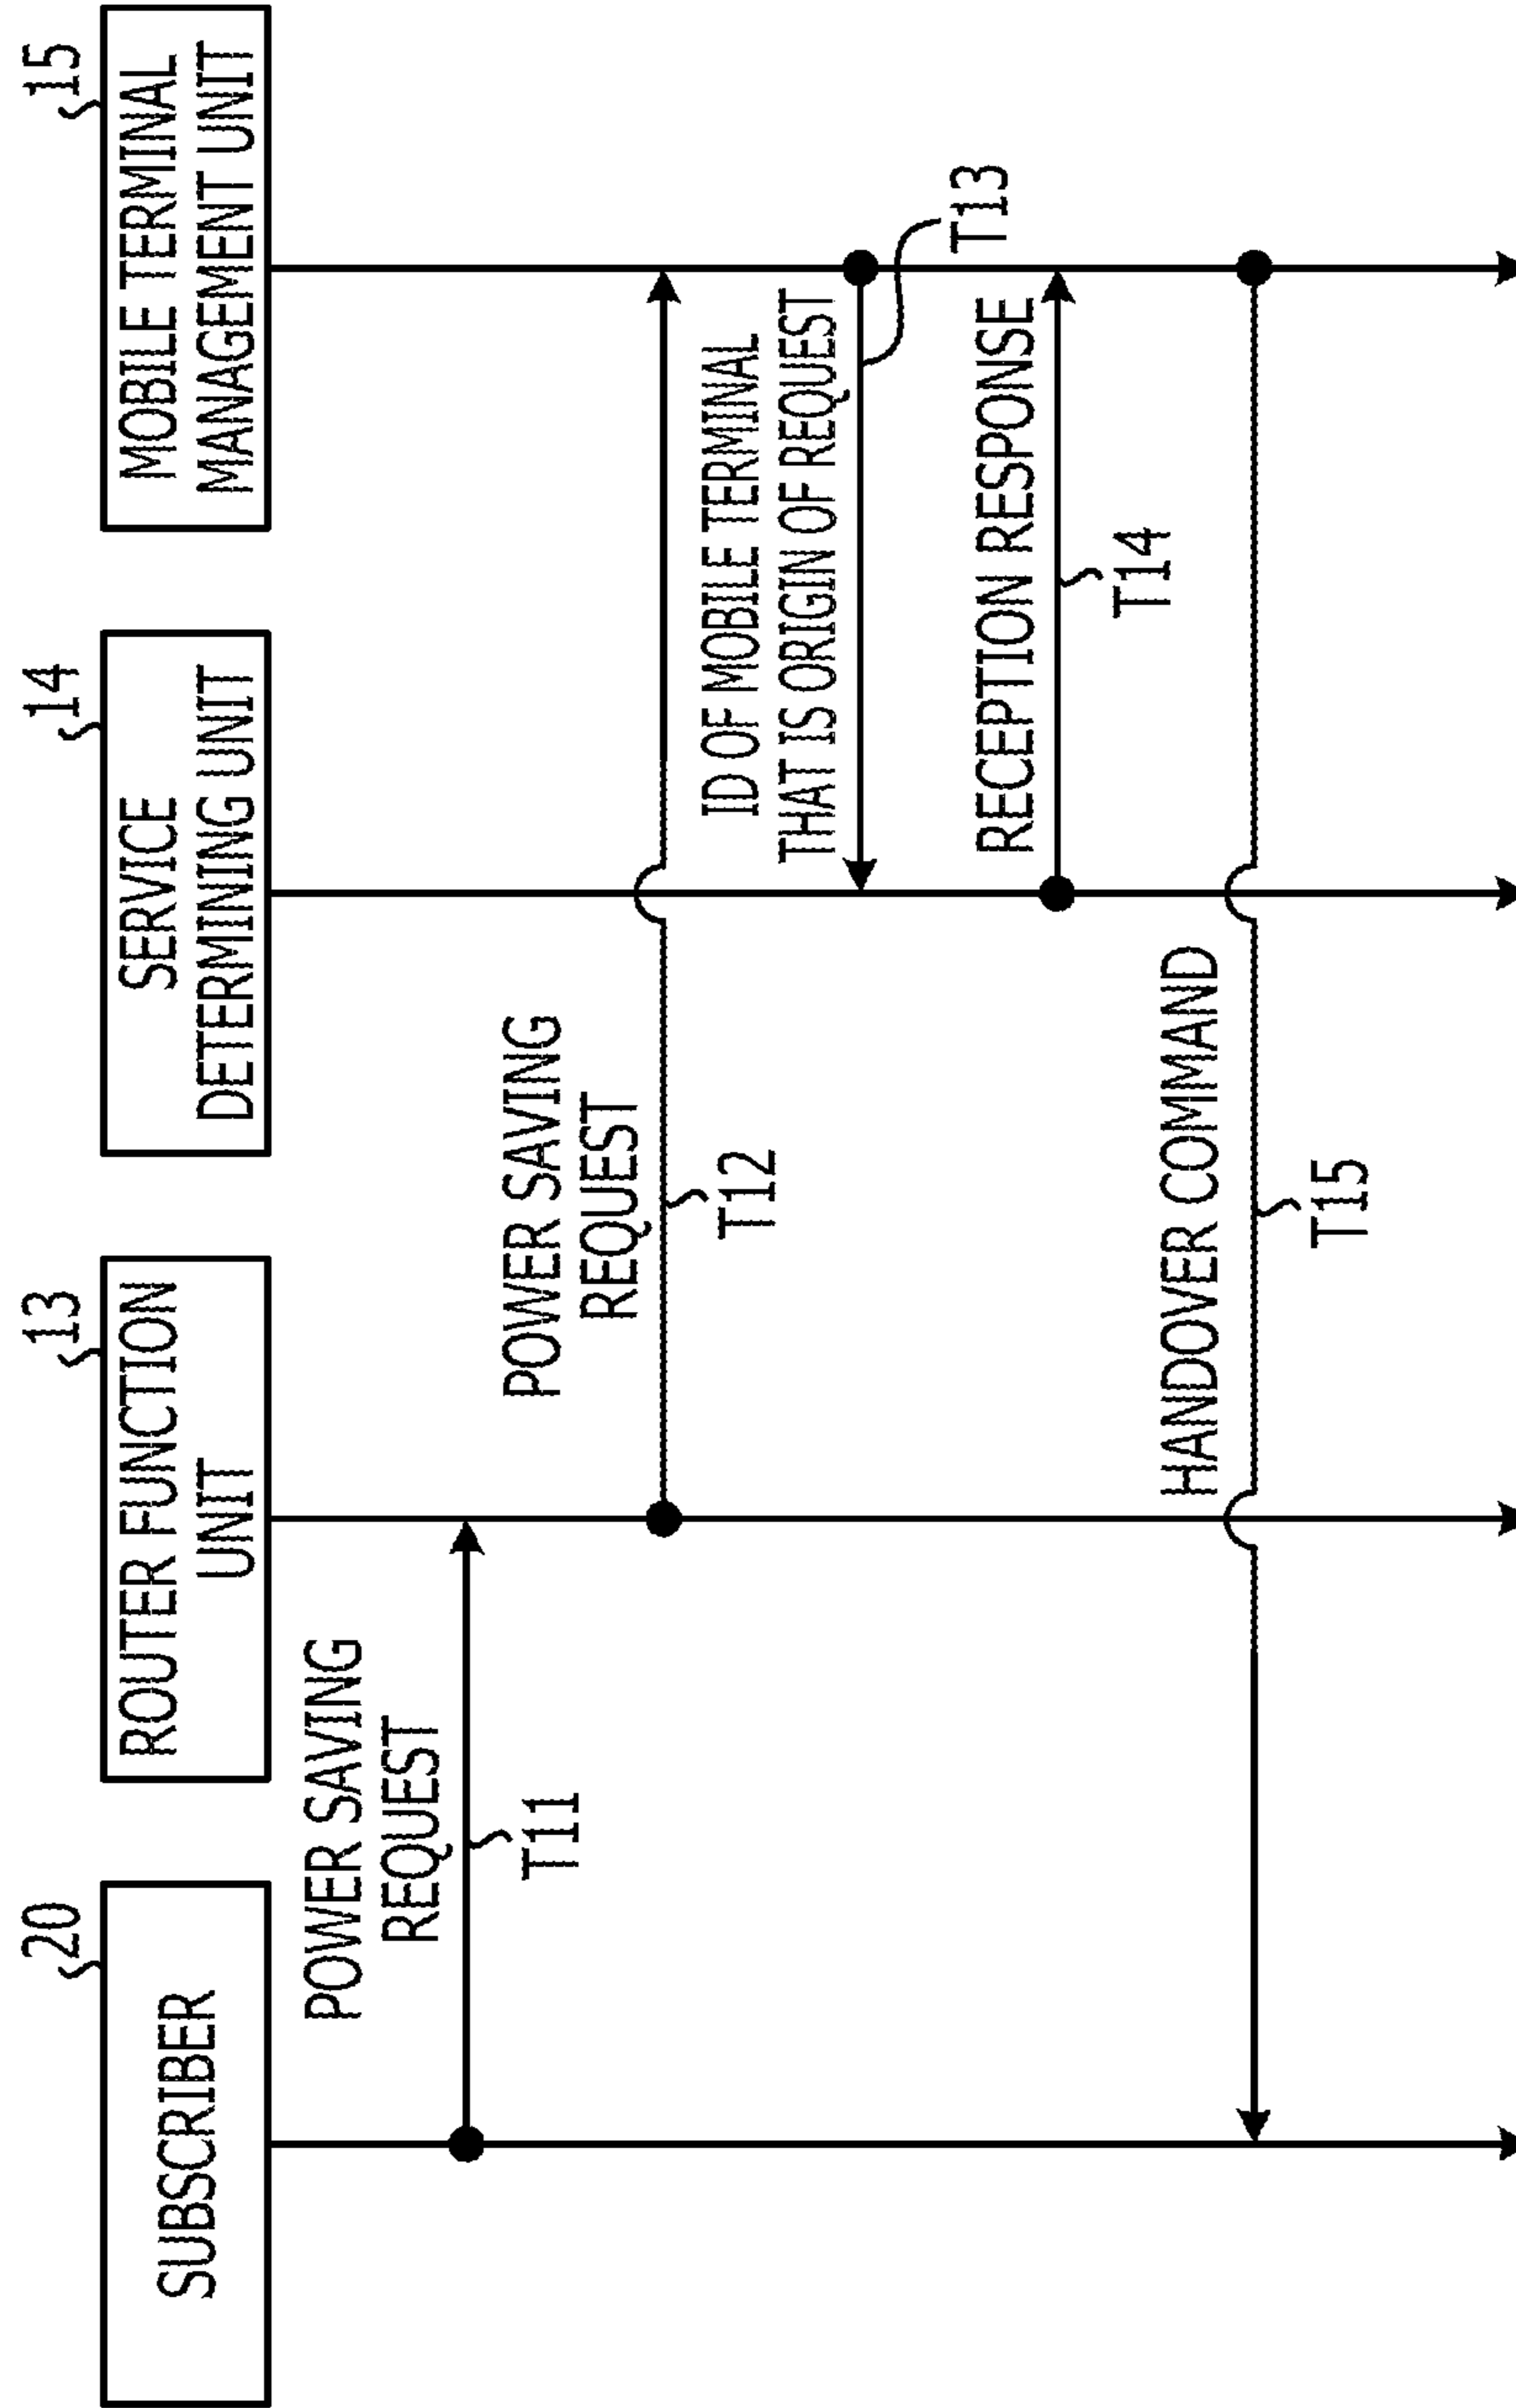 20
SUBSCRIBER
13
ROUTER FUNCTION
UNIT
14
SERVICE
DETERMINING UNIT
15
MOBILE TERMINAL
MANAGEMENT UNIT
POWER SAVING
REQUEST
T11
POWER SAVING
REQUEST
T12
ID OF MOBILE TERMINAL
THAT IS ORIGIN OF REQUEST
T13
RECEPTION RESPONSE
T14
HANDOVER COMMAND
T15